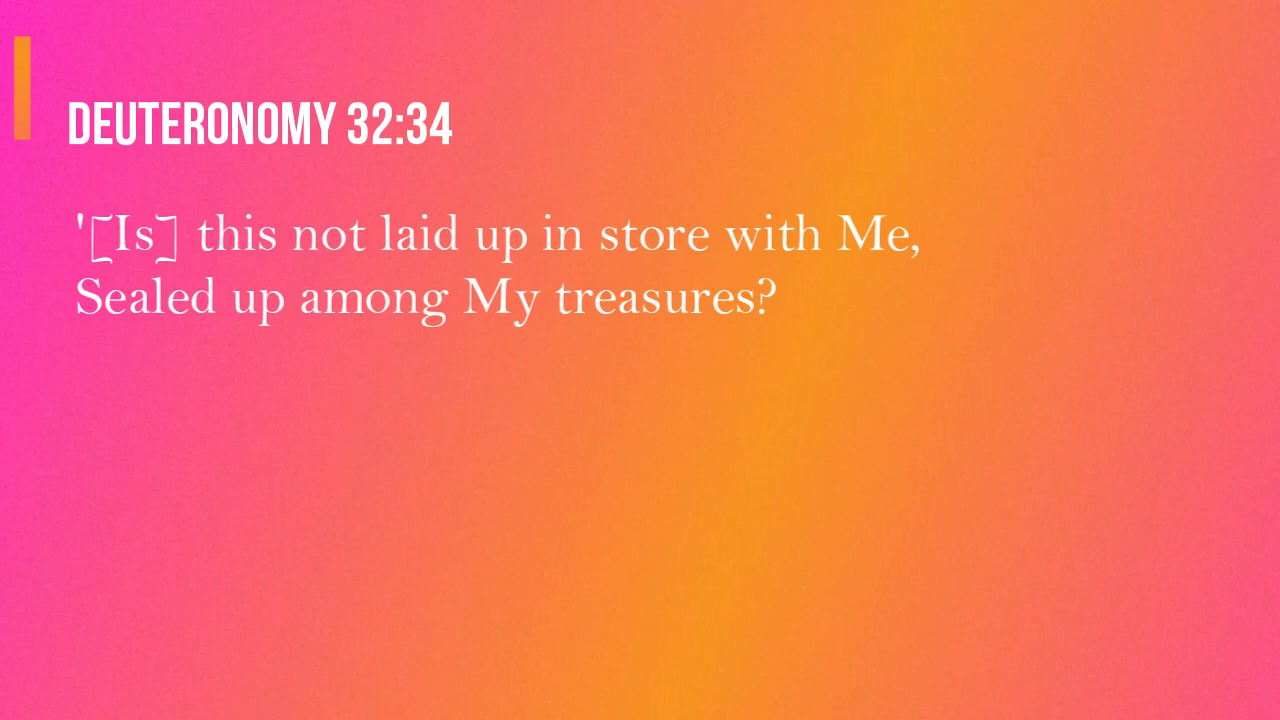 DEUTERONOMY 32:34
'[Is] this not laid up in store with Me,
Sealed up among My treasures?